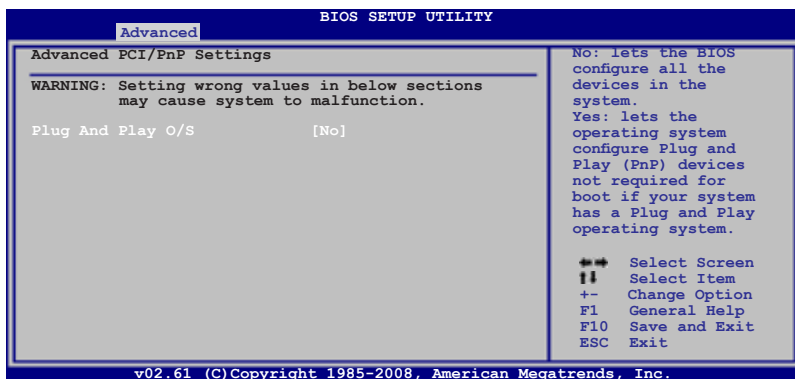 BIOS SETUP UTILITY
Advanced
Advanced PCI/PnP Settings
WARNING: Setting wrong values in below sections
may cause system to malfunction.
Plug And Play O/S [No]
No: lets the BIOS
configure all the
devices in the
system.
Yes: lets the
operating system
configure Plug and
Play (PnP) devices
not required for
boot if your system
has a Plug and Play
operating system.
←→ Select Screen
↑↓ Select Item
+- Change Option
F1 General Help
F10 Save and Exit
ESC Exit
v02.61 (C)Copyright 1985-2008, American Megatrends, Inc.